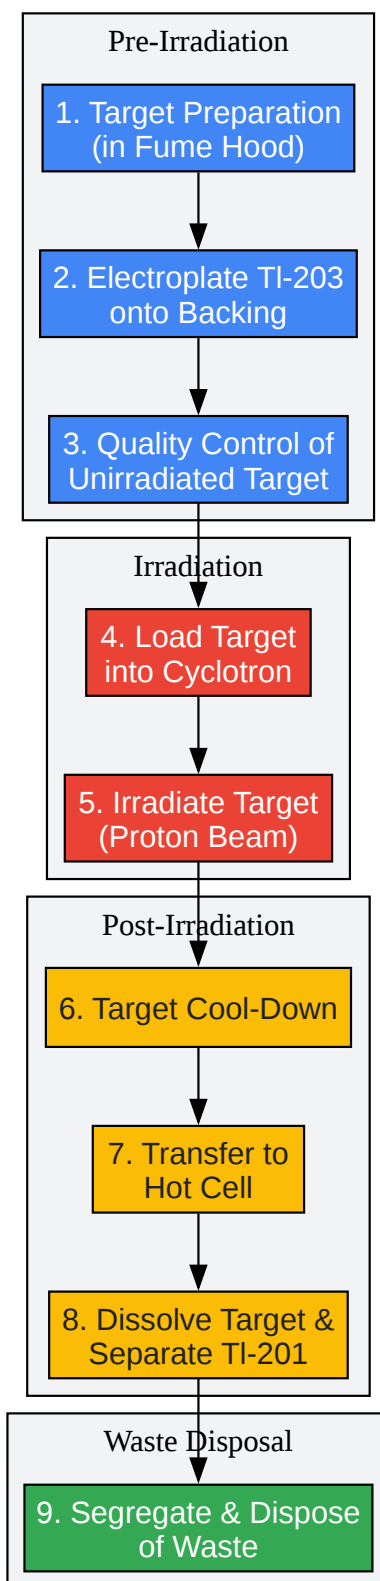 Pre-Irradiation
1. Target Preparation
(in Fume Hood)
2. Electroplate Tl-203
onto Backing
3. Quality Control of
Unirradiated Target
Irradiation
4. Load Target
into Cyclotron
5. Irradiate Target
(Proton Beam)
Post-Irradiation
6. Target Cool-Down
7. Transfer to
Hot Cell
8. Dissolve Target &
Separate Tl-201
Waste Disposal
9. Segregate & Dispose
of Waste